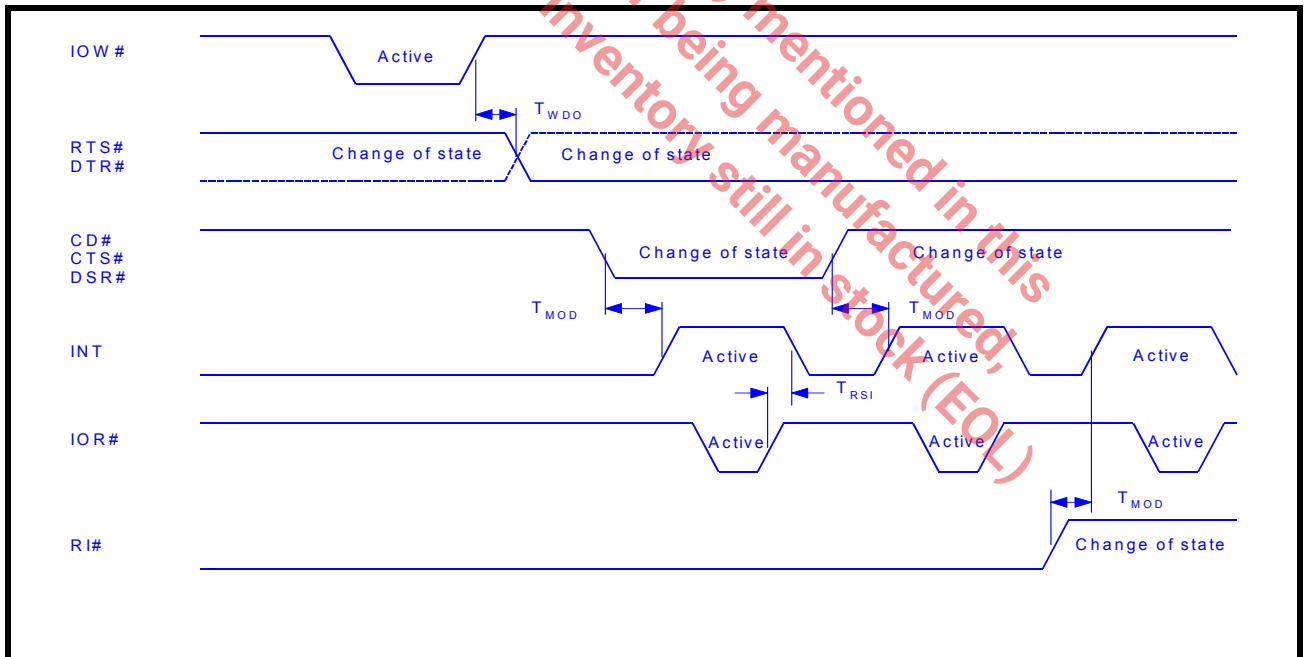 IOW#
Active
TWDO
RTS#
DTR#
Change of state
Change of state
CD#
CTS#
DSR#
Change of state
Change of state
TMOD
TMOD
INT
Active
Active
Active
TRSI
IOR#
Active
Active
Active
TMOD
RI#
Change of state
mentioned in this
being manufactured,
inventory still in stock (EOL)